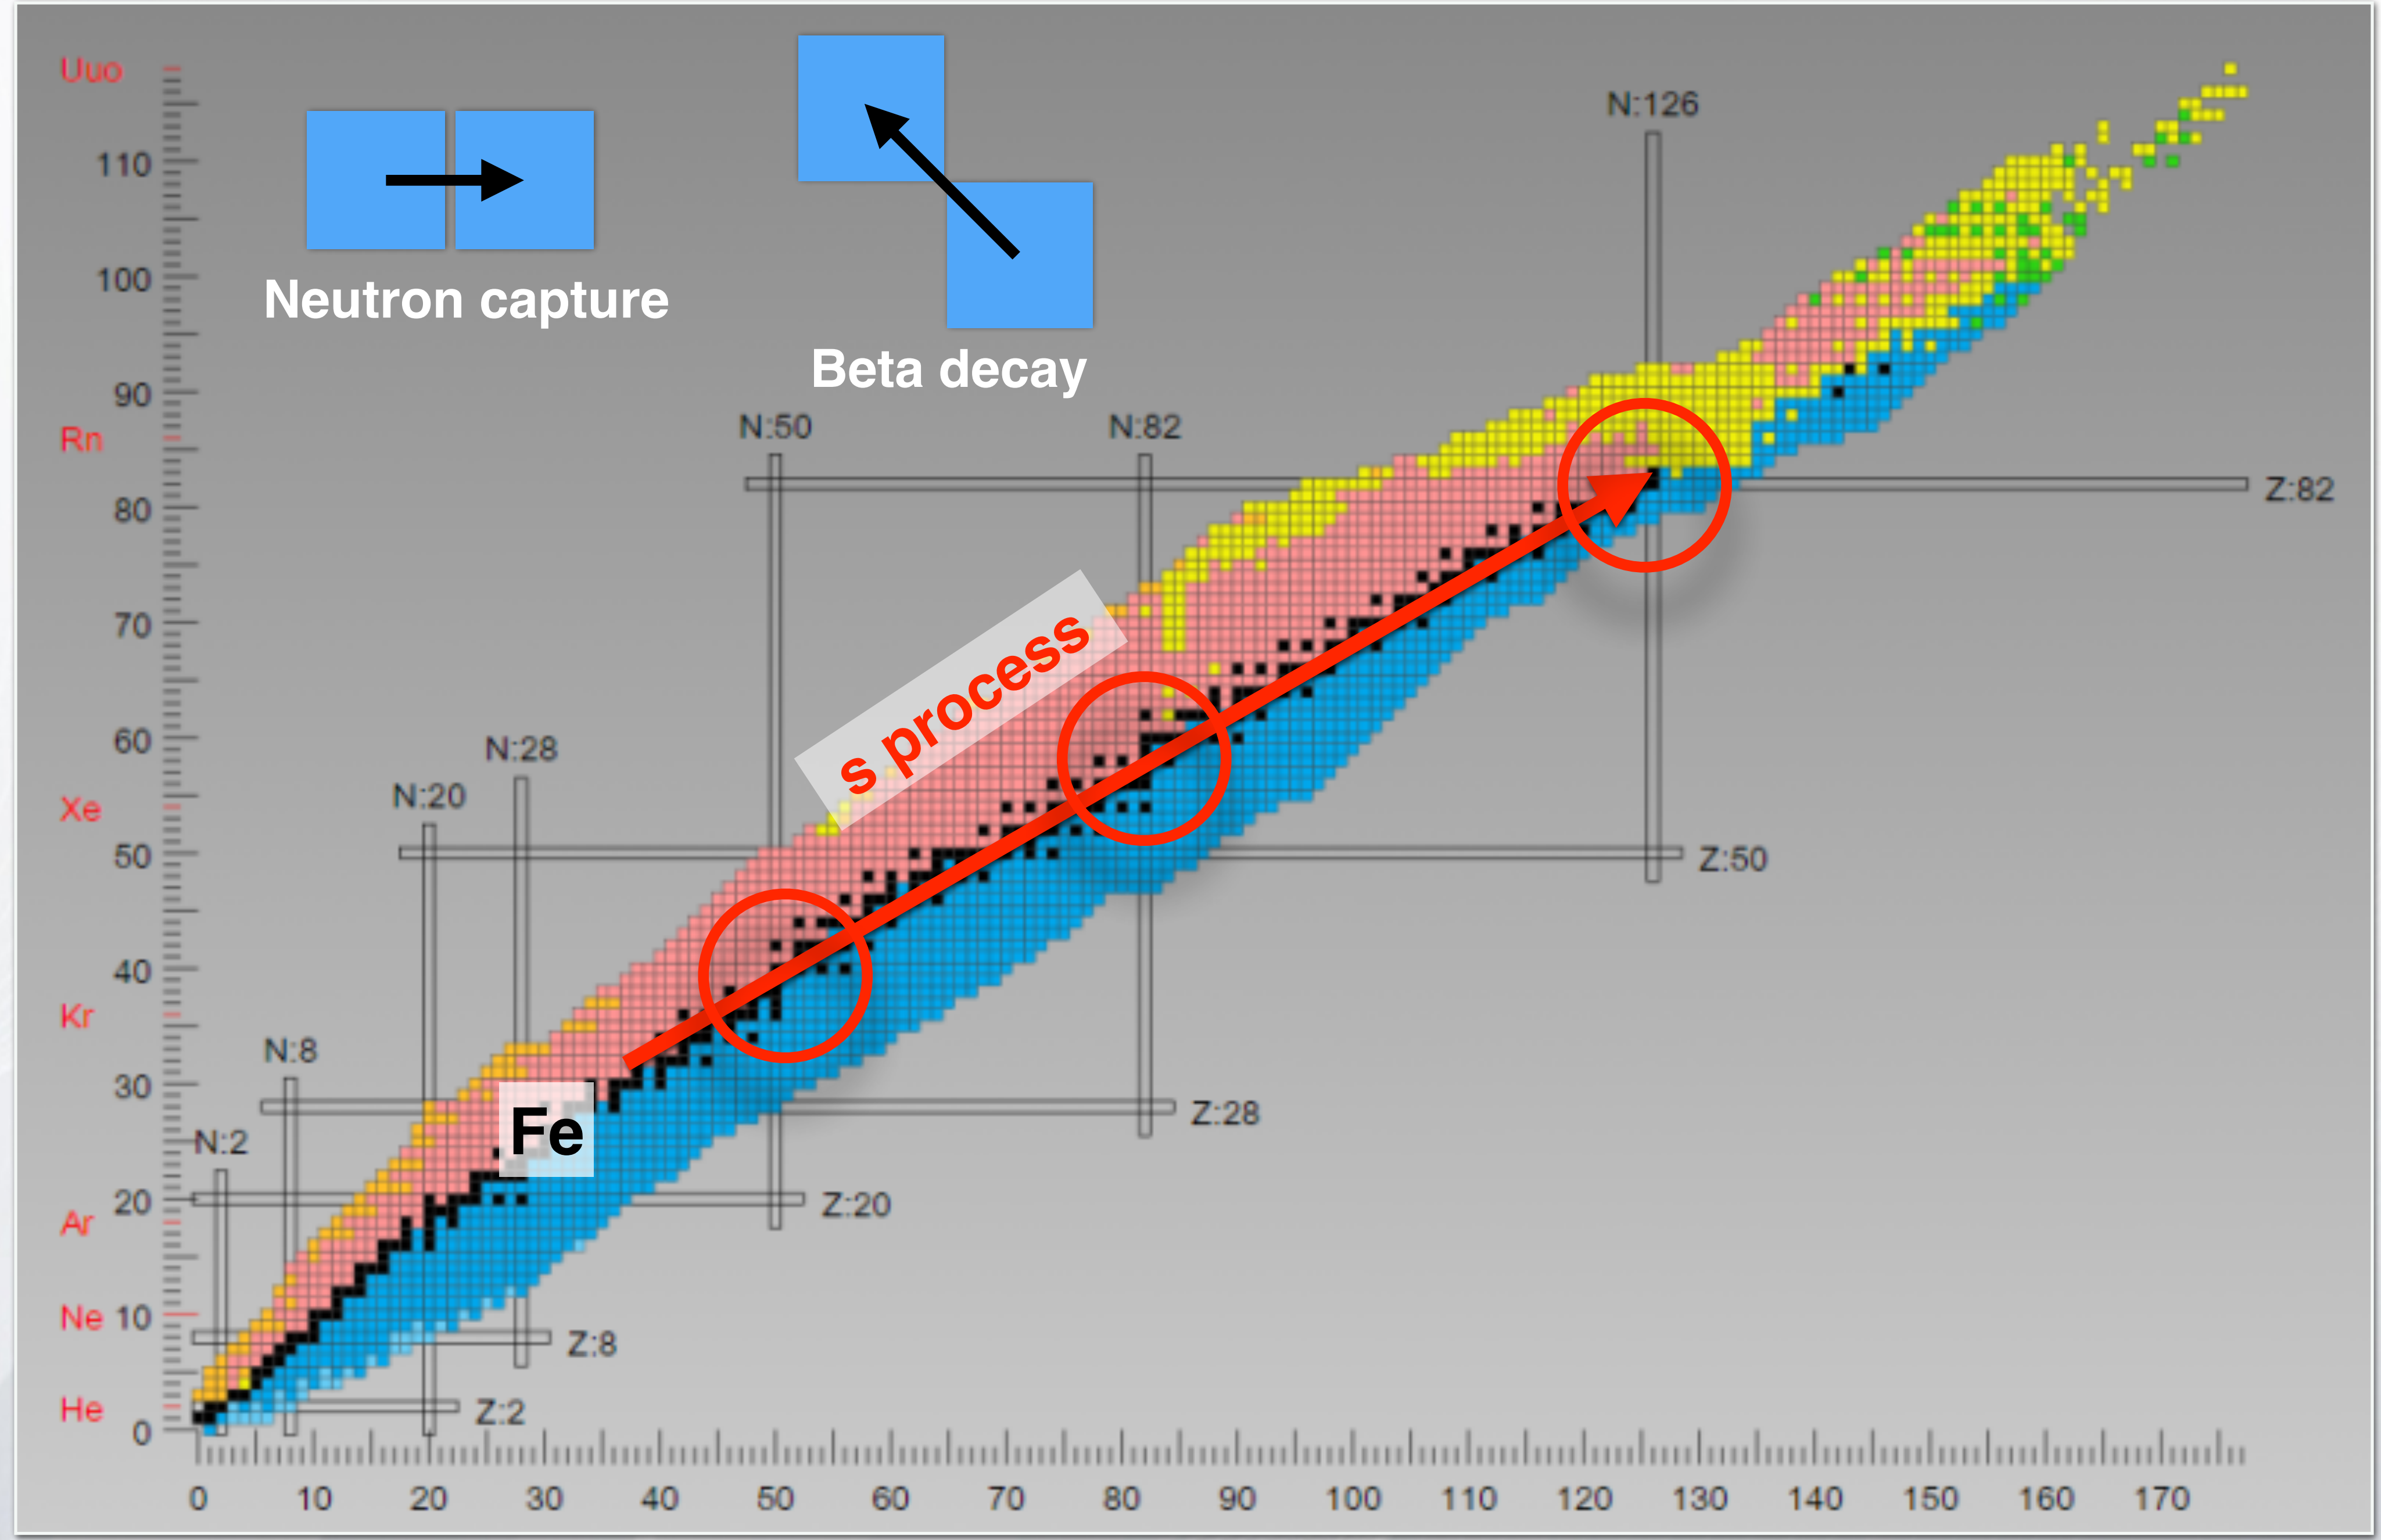 Uuo
N:126
110
100
Neutron capture
Beta decay
90
N:50
N:82
Rn
80
Z:82
70
s process
60
N:28
N:20
Xe
50
Z:50
40
Kr
N:8
30
Fe
Z:28
N:2
20
Z:20
Ar
Ne
10
Z:8
He
Z:2
0
0 10 20 30 40 50 60 70 80 90 100 110 120 130 140 150 160 170